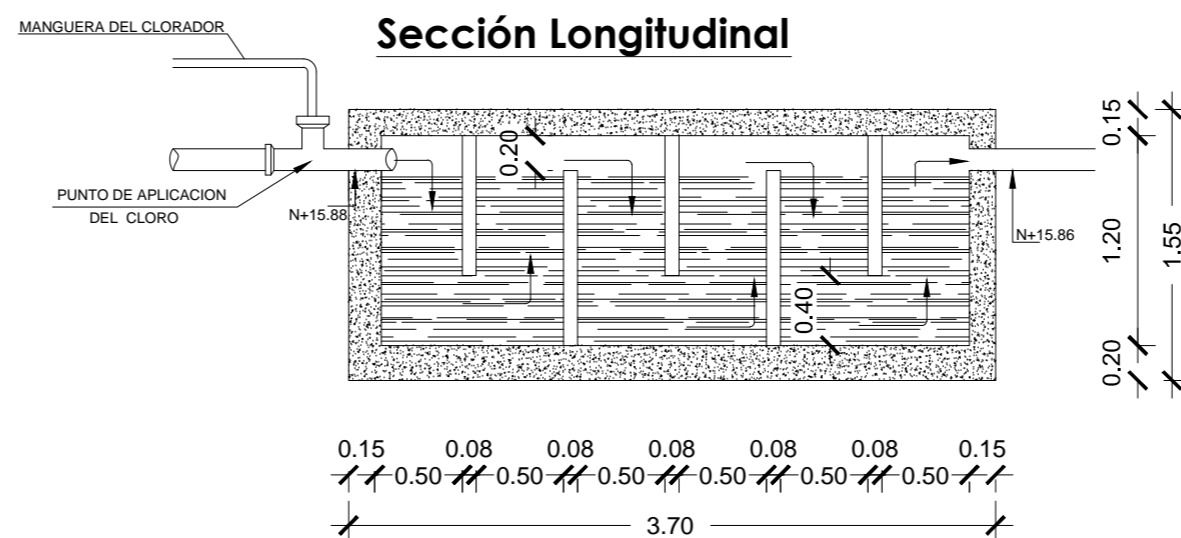 MANGUERA DEL CLORADOR
Sección Longitudinal
PUNTO DE APLICACION
DEL CLORO
N+15.88
0.20
0.40
N+15.86
0.15
1.20
0.20
1.55
0.15 0.08 0.08 0.08 0.08 0.08 0.15
0.50 0.50 0.50 0.50 0.50 0.50
3.70